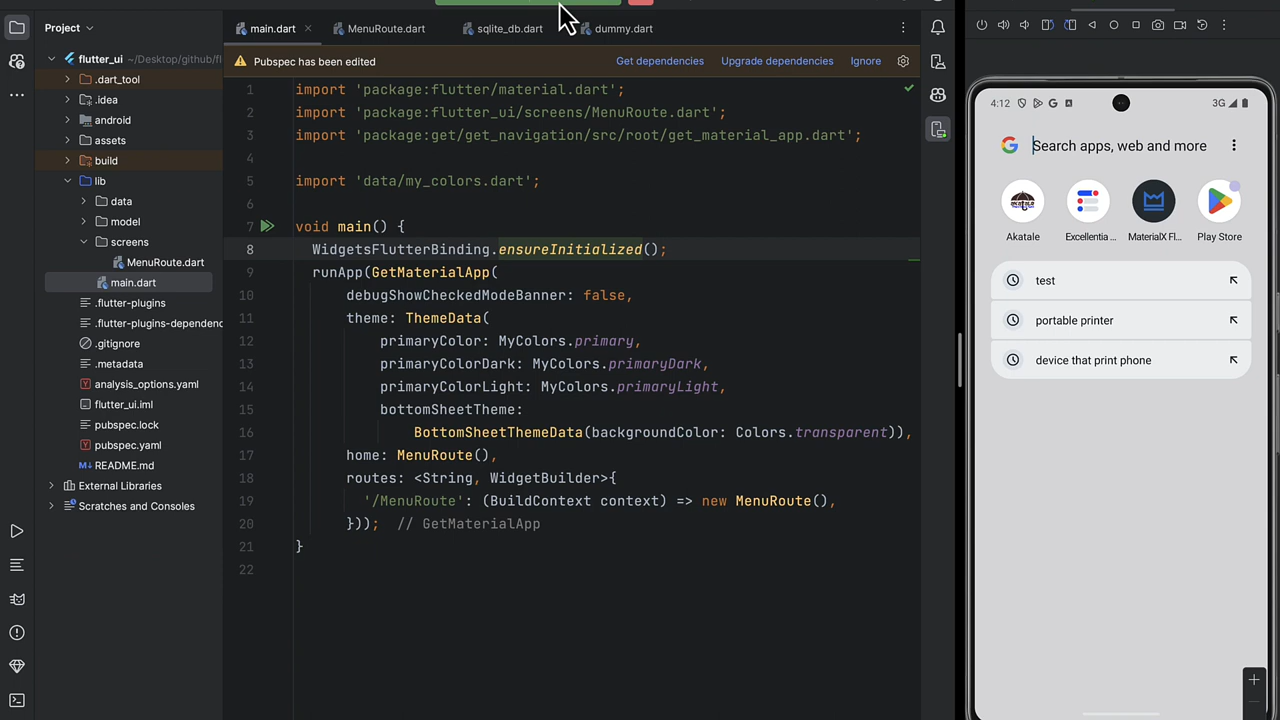 Project
main.dart
MenuRoute.dart
sqlite_db.dart
dummy.dart
flutter_ui ~/Desktop/github/fl
.dart_tool
.idea
android
assets
build
lib
data
model
screens
MenuRoute.dart
main.dart
.flutter-plugins
.flutter-plugins-dependenc
.gitignore
.metadata
analysis_options.yaml
flutter_ui.iml
pubspec.lock
pubspec.yaml
README.md
External Libraries
Scratches and Consoles
Pubspec has been edited
Get dependencies
Upgrade dependencies
Ignore
1 import 'package:flutter/material.dart';
2 import 'package:flutter_ui/screens/MenuRoute.dart';
3 import 'package:get/get_navigation/src/root/get_material_app.dart';
4
5 import 'data/my_colors.dart';
6
7 void main() {
8 WidgetsFlutterBinding.ensureInitialized();
9 runApp(GetMaterialApp(
10 debugShowCheckedModeBanner: false,
11 theme: ThemeData(
12 primaryColor: MyColors.primary,
13 primaryColorDark: MyColors.primaryDark,
14 primaryColorLight: MyColors.primaryLight,
15 bottomSheetTheme:
16 BottomSheetThemeData(backgroundColor: Colors.transparent)),
17 home: MenuRoute(),
18 routes: <String, WidgetBuilder>{
19 '/MenuRoute': (BuildContext context) => new MenuRoute(),
20 })); // GetMaterialApp
21 }
22
4:12
3G
Search apps, web and more
Akatale
Excellentia ...
MaterialX Fl...
Play Store
test
portable printer
device that print phone